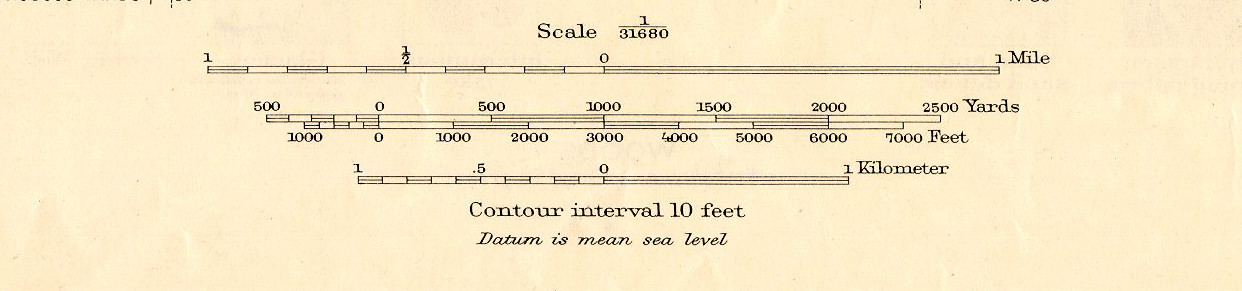 Scale 1/31680
1 1/2 0 1 Mile
500 0 500 1000 1500 2000 2500 Yards
1000 0 1000 2000 3000 4000 5000 6000 7000 Feet
1 .5 0 1 Kilometer
Contour interval 10 feet
Datum is mean sea level